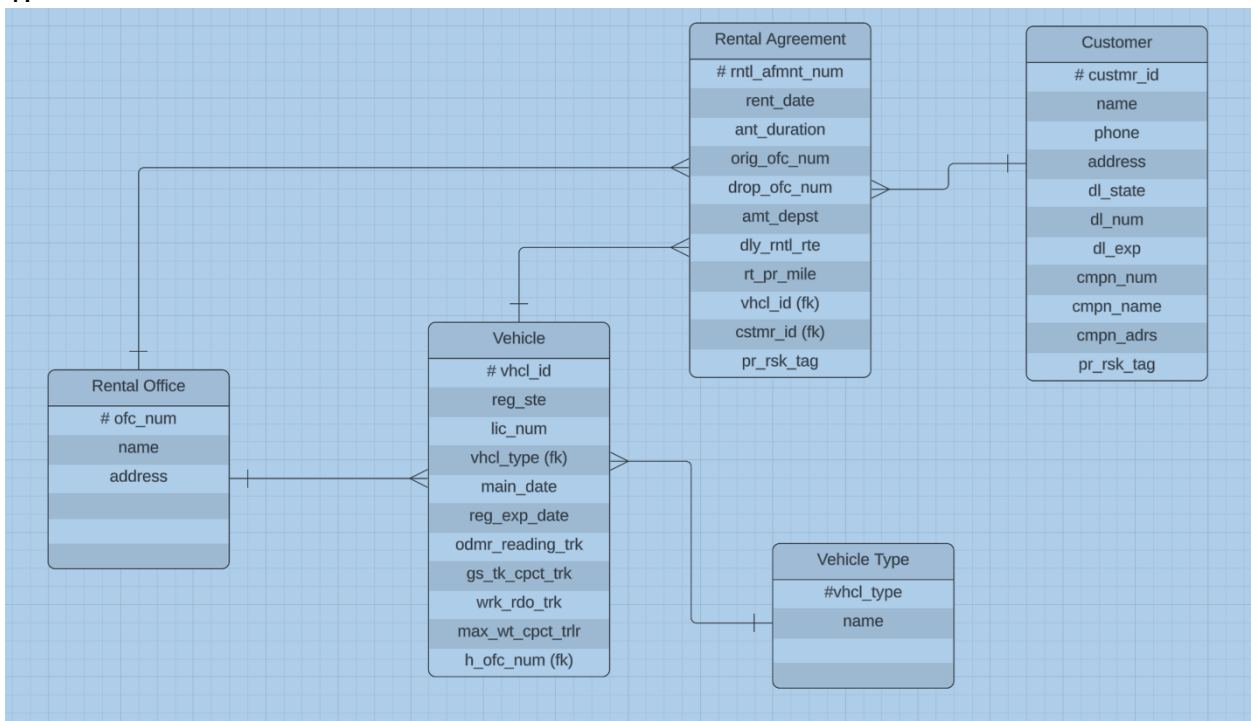 Rental Agreement
# rntl_afmnt_num
rent_date
ant_duration
orig_ofc_num
drop_ofc_num
amt_depst
dly_rntl_rte
rt_pr_mile
vhcl_id (fk)
cstmr_id (fk)
pr_rsk_tag
Customer
# custmr_id
name
phone
address
dl_state
dl_num
dl_exp
cmpn_num
cmpn_name
cmpn_adrs
pr_rsk_tag
Vehicle
# vhcl_id
reg_ste
lic_num
vhcl_type (fk)
main_date
reg_exp_date
odmr_reading_trk
gs_tk_cpct_trk
wrk_rdo_trk
max_wt_cpct_trlr
h_ofc_num (fk)
Rental Office
# ofc_num
name
address
Vehicle Type
#vhcl_type
name